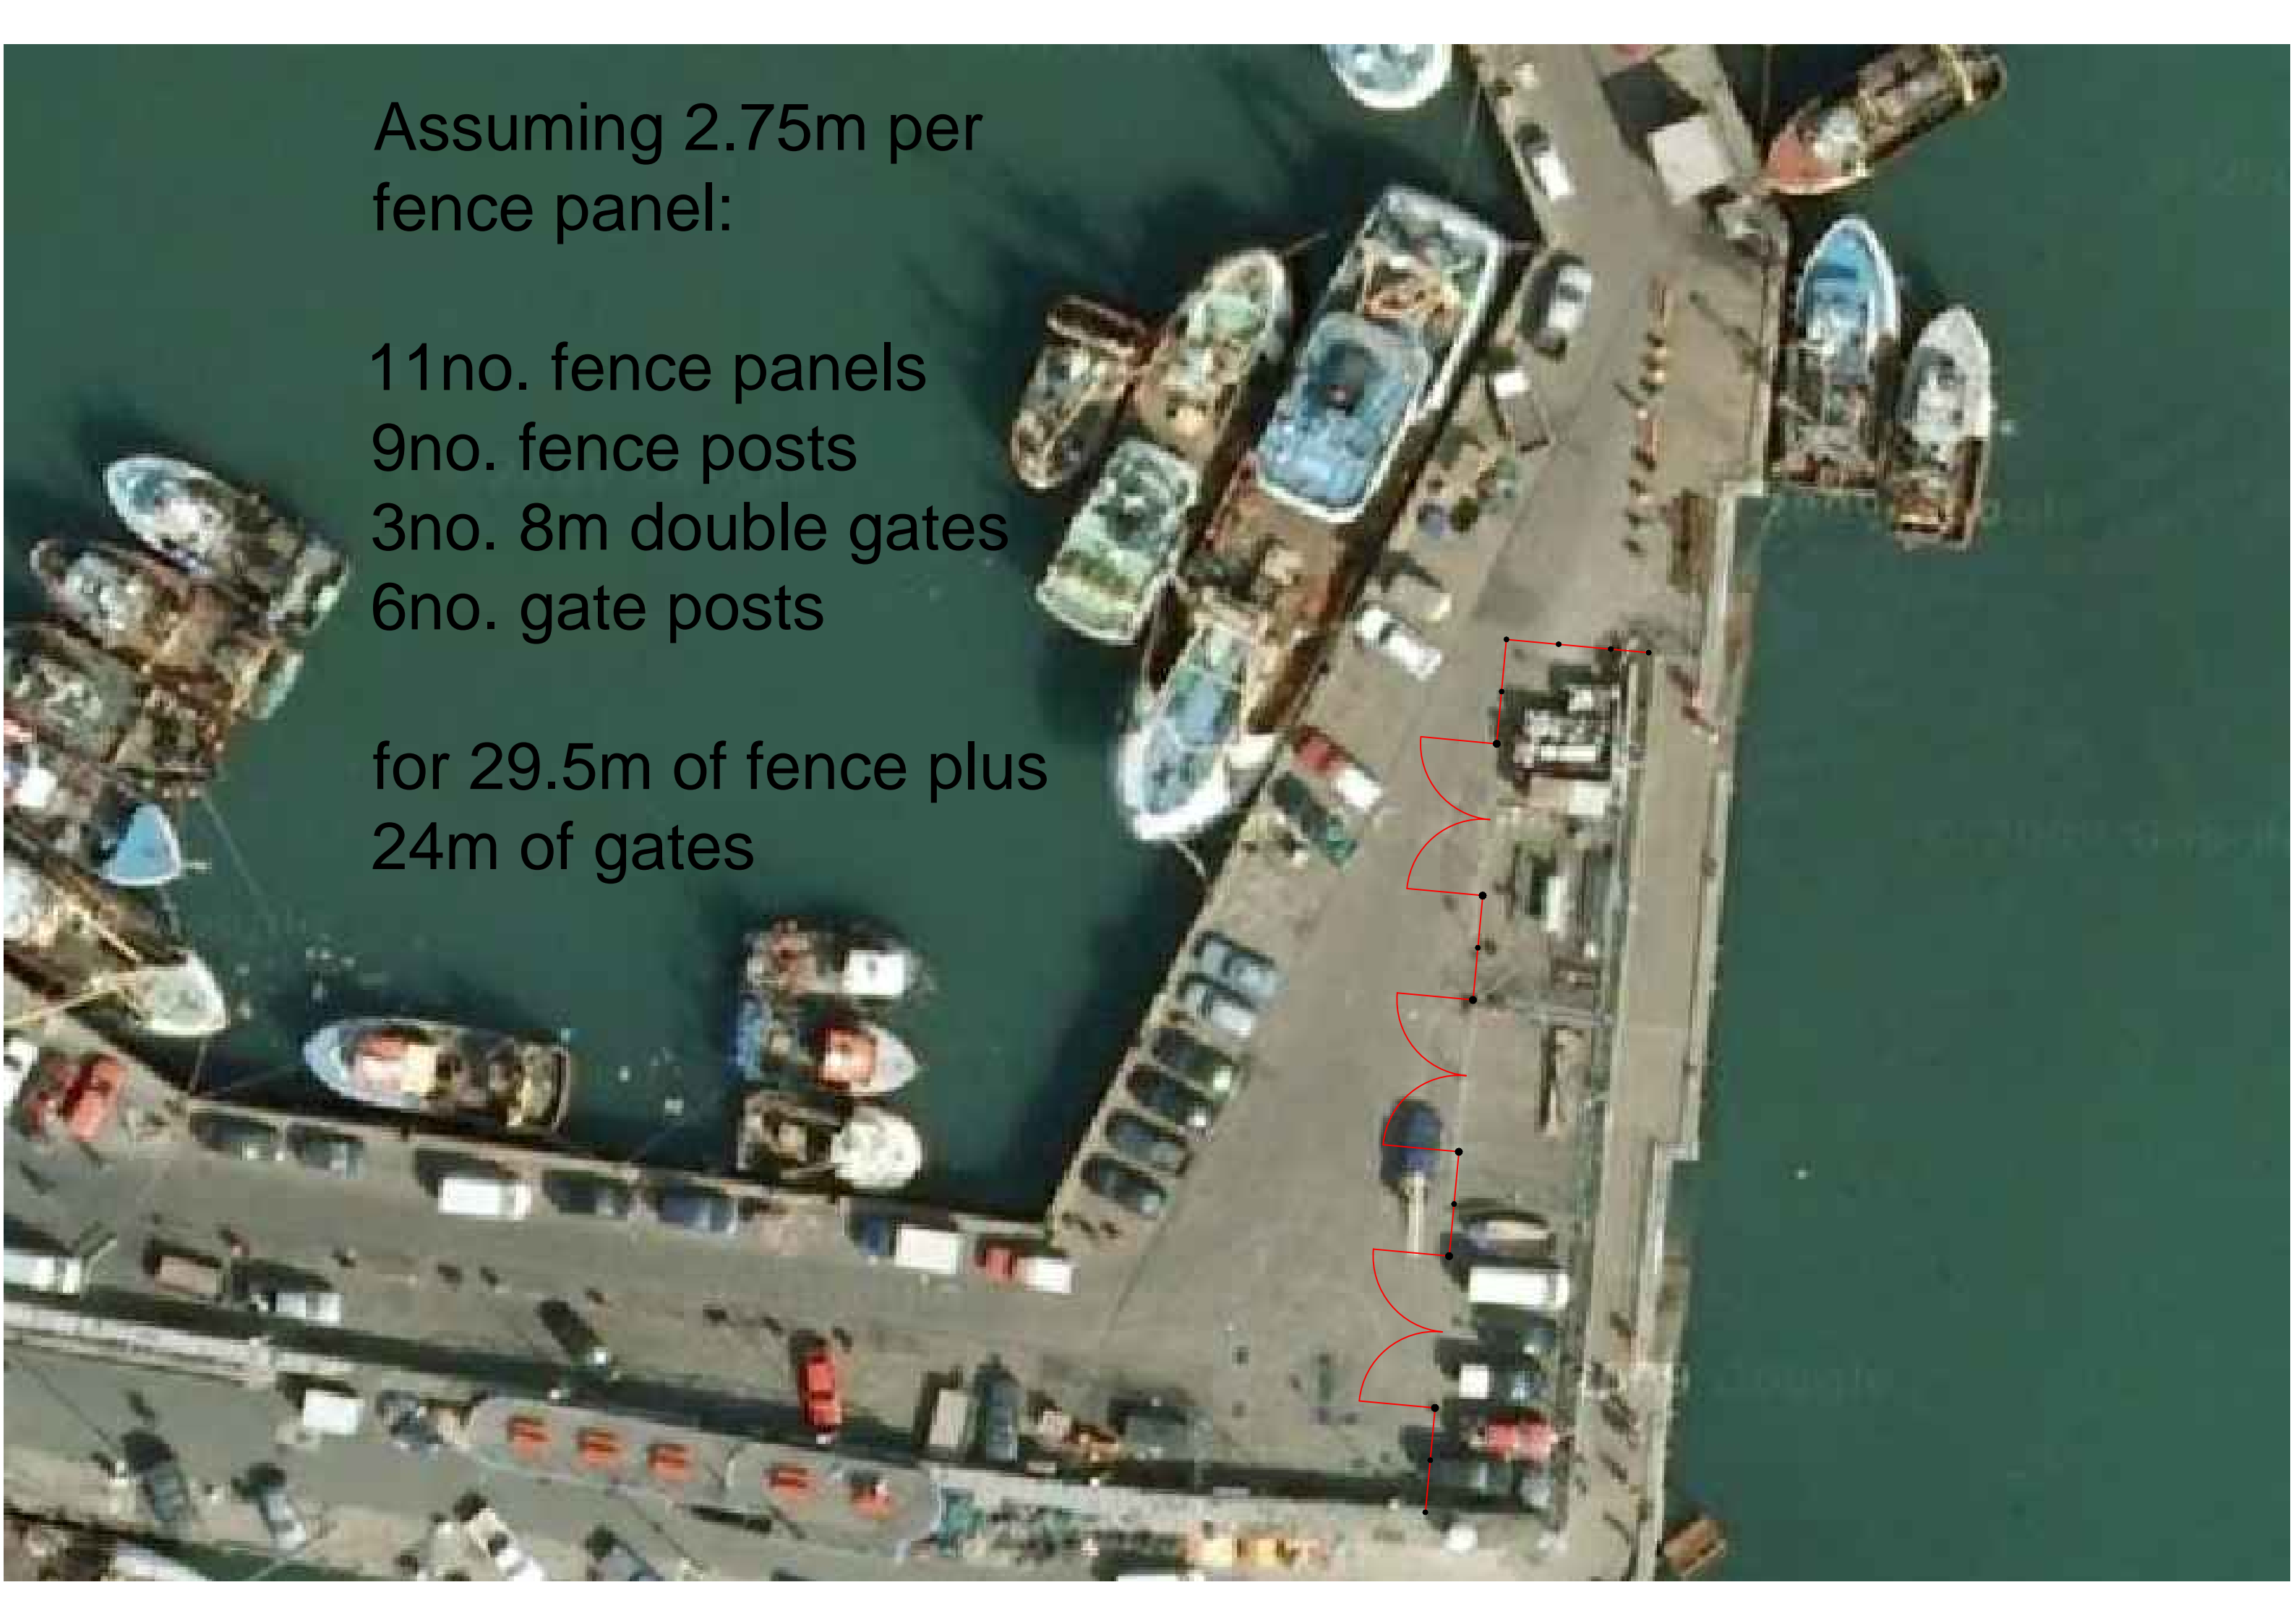 Assuming 2.75m per
fence panel:
11no. fence panels
9no. fence posts
3no. 8m double gates
6no. gate posts
for 29.5m of fence plus
24m of gates